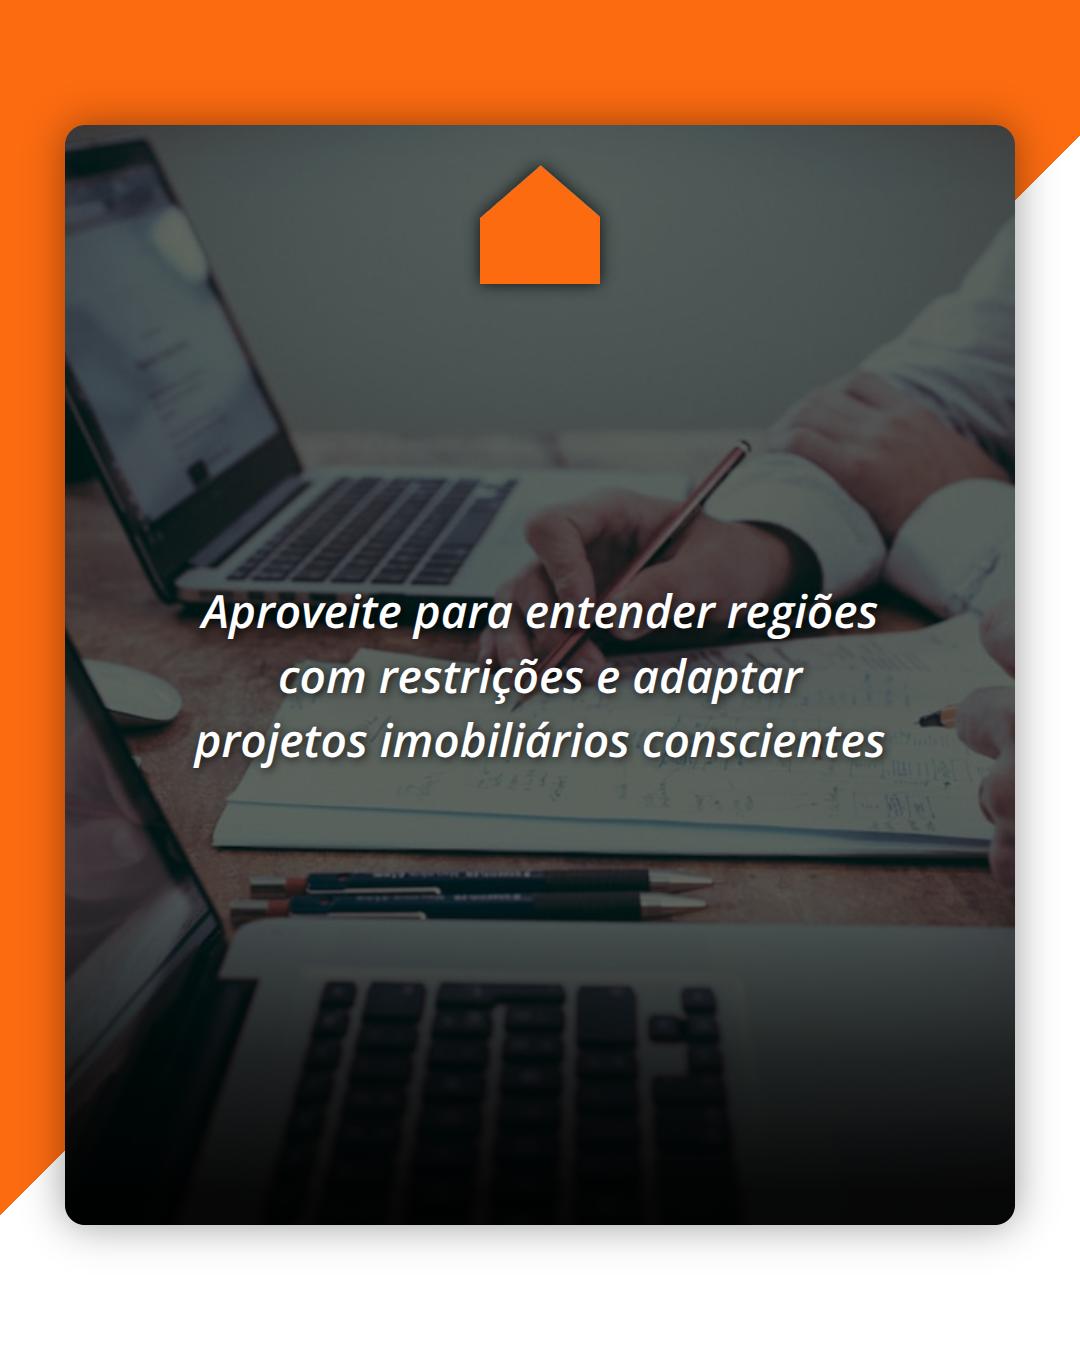 Aproveite para entender regiões
com restrições e adaptar
projetos imobiliários conscientes